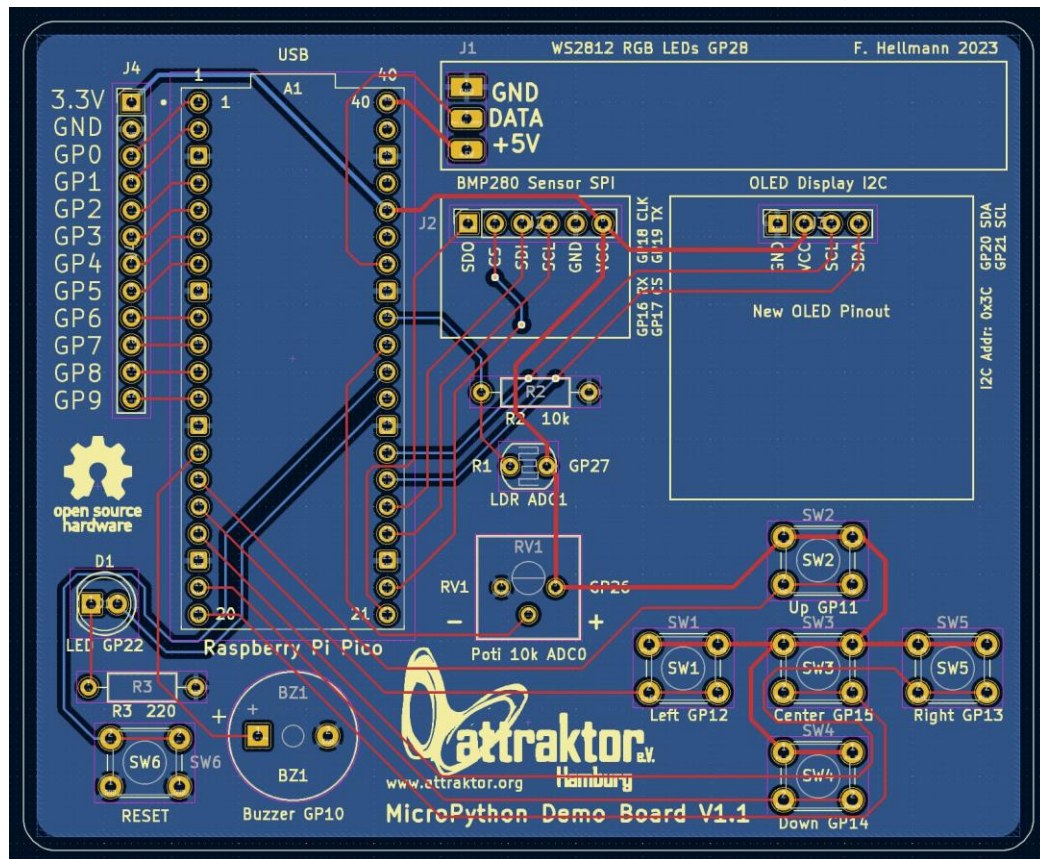 J1
WS2812 RGB LEDs GP28
F. Hellmann 2023
USB
J4
1
40
A1
3.3V
1
40
GND
GND
DATA
GP0
+5V
GP1
BMP280 Sensor SPI
OLED Display I2C
GP2
J2
GP3
SDO
CS
SDI
SCL
GND
VCC
GP18 CLK
GP19 TX
GP16 RX
GP17 CS
GND
VCC
SCL
SDA
GP20 SDA
GP21 SCL
GP4
GP5
GP6
New OLED Pinout
I2C Addr: 0x3C
GP7
GP8
GP9
R2
R2 10k
R1
GP27
LDR ADC1
open source
hardware
SW2
D1
RV1
SW2
RV1
GP26
20
21
Up GP11
- +
LED GP22
Raspberry Pi Pico
Poti 10k ADC0
SW1
SW3
SW5
SW1
SW3
SW5
R3
BZ1
R3 220
+
+
Left GP12
Center GP15
Right GP13
SW4
attraktor e.V.
SW6
SW6
BZ1
www.attraktor.org
Hamburg
SW4
RESET
Buzzer GP10
MicroPython Demo Board V1.1
Down GP14